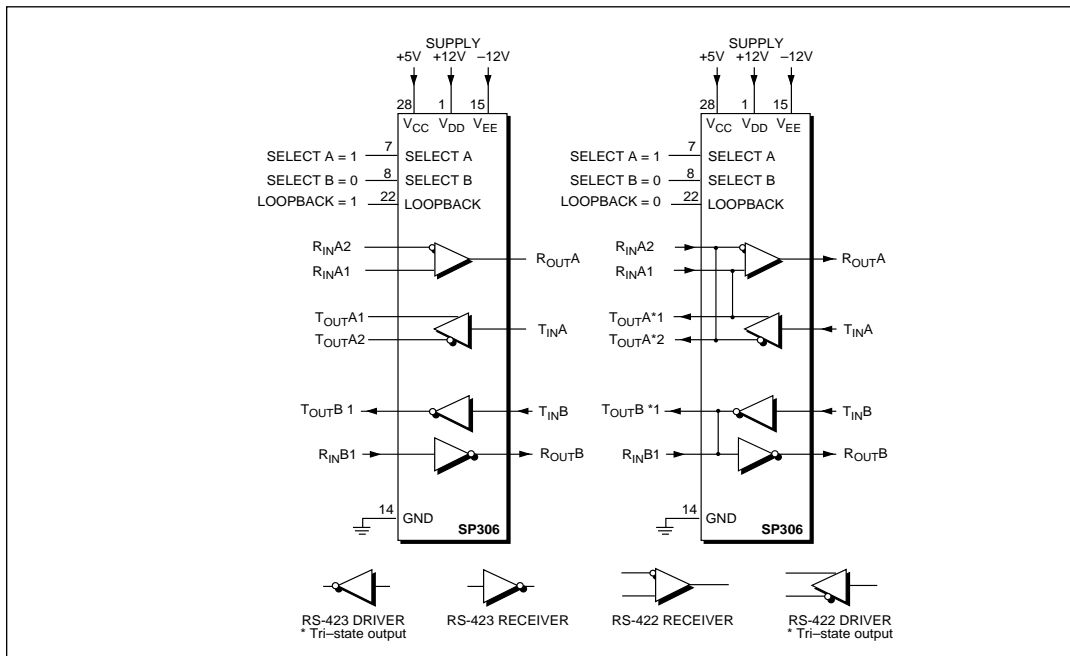 SUPPLY
+5V +12V –12V
28 1 15
VCC VDD VEE
SELECT A = 1 7 SELECT A
SELECT B = 0 8 SELECT B
LOOPBACK = 1 22 LOOPBACK
RINA2
ROUTA
RINA1
TOUTA1
TINA
TOUTA2
TOUTB 1 TINB
RINB1 ROUTB
14 GND
SP306
SUPPLY
+5V +12V –12V
28 1 15
VCC VDD VEE
SELECT A = 1 7 SELECT A
SELECT B = 0 8 SELECT B
LOOPBACK = 0 22 LOOPBACK
RINA2
ROUTA
RINA1
TOUTA*1
TINA
TOUTA*2
TOUTB *1 TINB
RINB1 ROUTB
14 GND
SP306
RS-423 DRIVER
* Tri–state output
RS-423 RECEIVER
RS-422 RECEIVER
RS-422 DRIVER
* Tri–state output